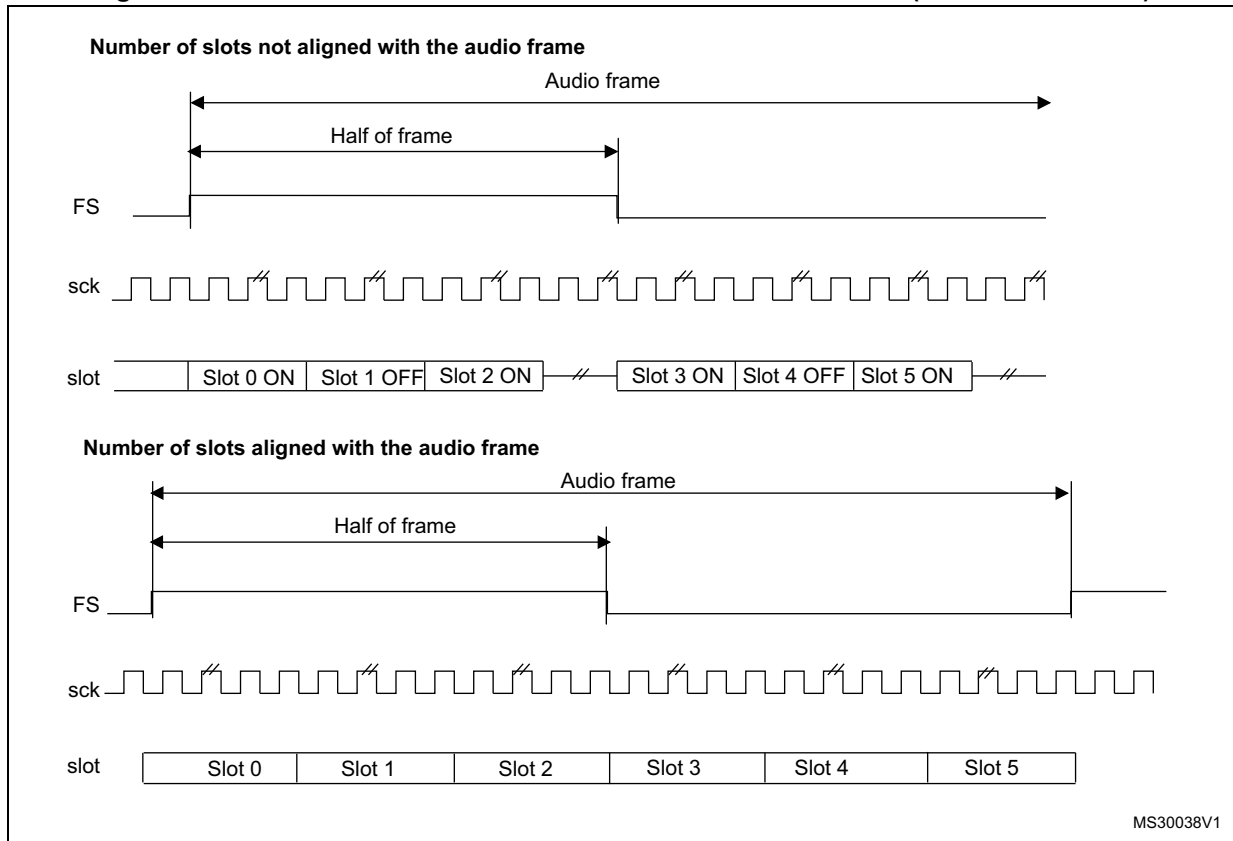 Number of slots not aligned with the audio frame
Audio frame
Half of frame
FS
sck
slot
Slot 0 ON
Slot 1 OFF
Slot 2 ON
Slot 3 ON
Slot 4 OFF
Slot 5 ON
Number of slots aligned with the audio frame
Audio frame
Half of frame
FS
sck
slot
Slot 0
Slot 1
Slot 2
Slot 3
Slot 4
Slot 5
MS30038V1